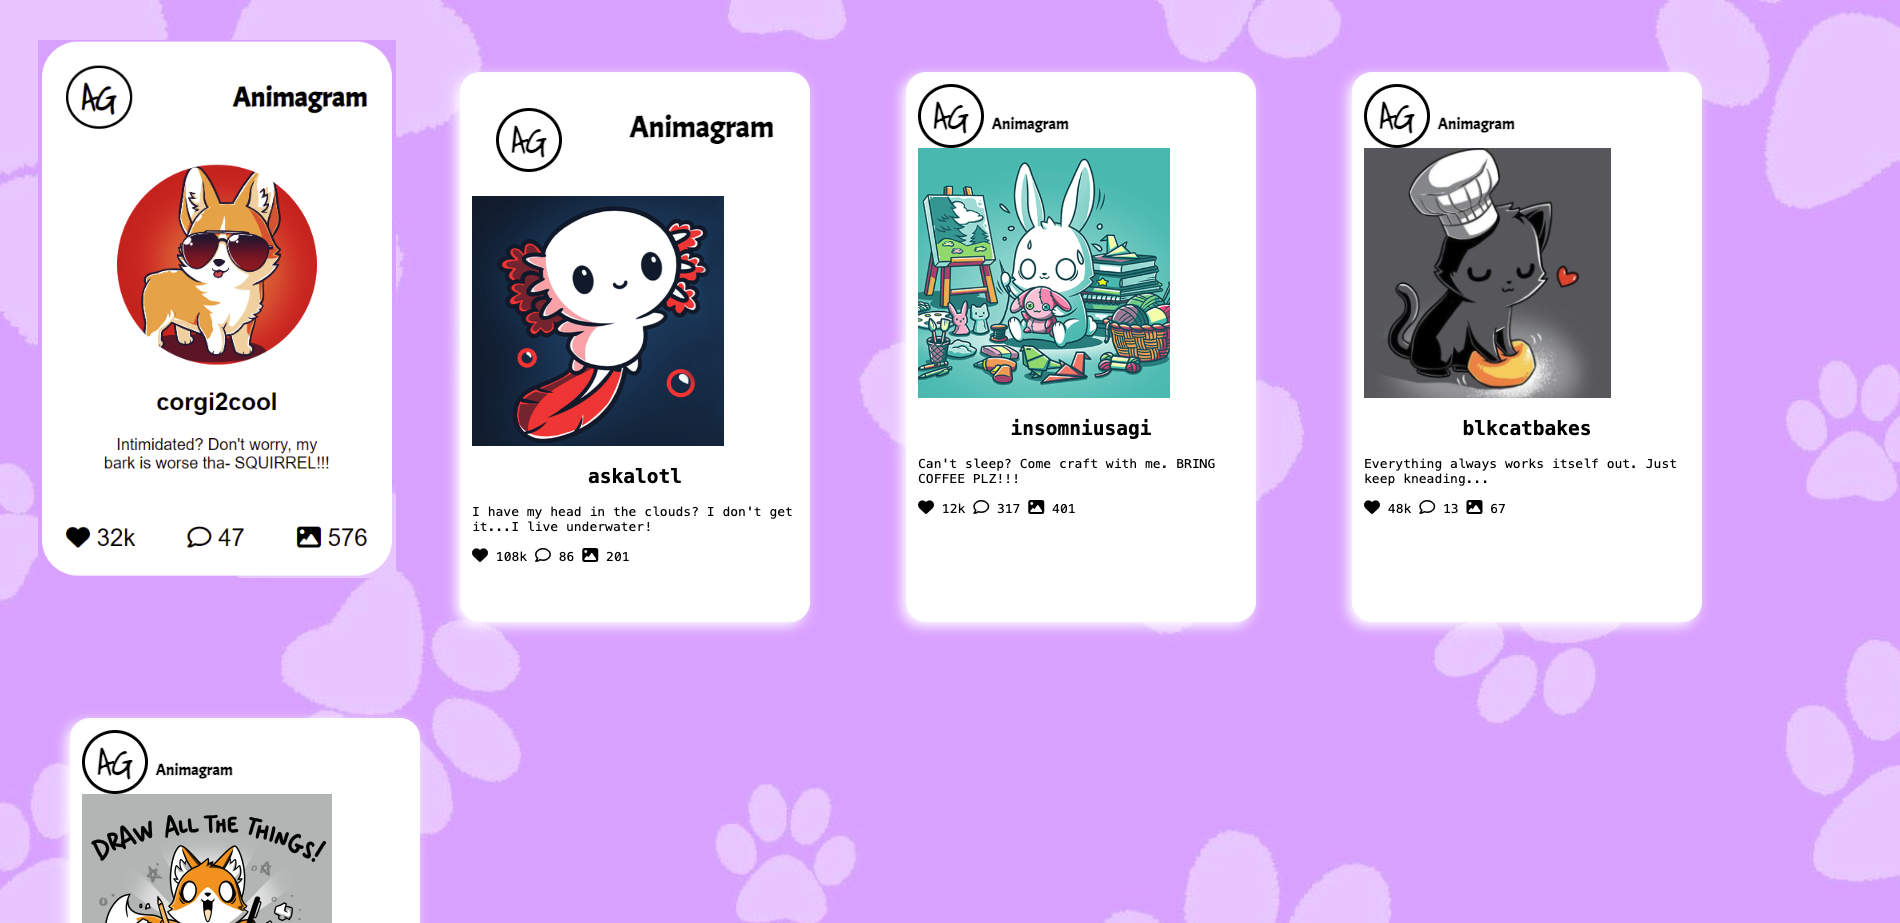 AG
Animagram
corgi2cool
Intimidated? Don't worry, my
bark is worse tha- SQUIRREL!!!
32k 47 576
AG
Animagram
askalotl
I have my head in the clouds? I don't get
it...I live underwater!
108k 86 201
AG Animagram
insomniusagi
Can't sleep? Come craft with me. BRING
COFFEE PLZ!!!
12k 317 401
AG Animagram
blkcatbakes
Everything always works itself out. Just
keep kneading...
48k 13 67
AG Animagram
DRAW ALL THE THINGS!